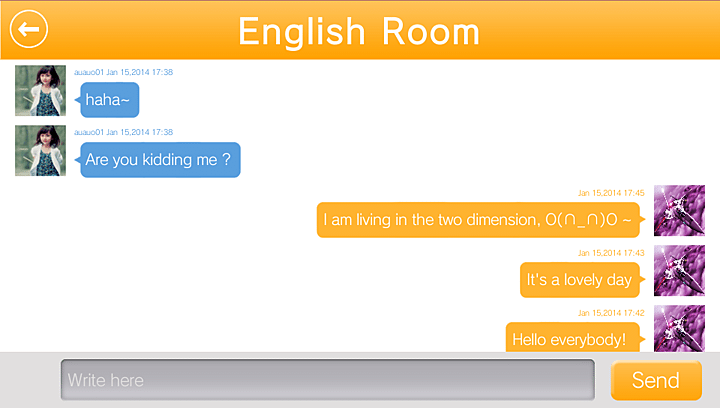 English Room
auauo01 Jan 15,2014 17:38
haha~
auauo01 Jan 15,2014 17:38
Are you kidding me ?
Jan 15,2014 17:45
I am living in the two dimension, O(∩_∩)O ~
Jan 15,2014 17:43
It's a lovely day
Jan 15,2014 17:42
Hello everybody!
Write here
Send